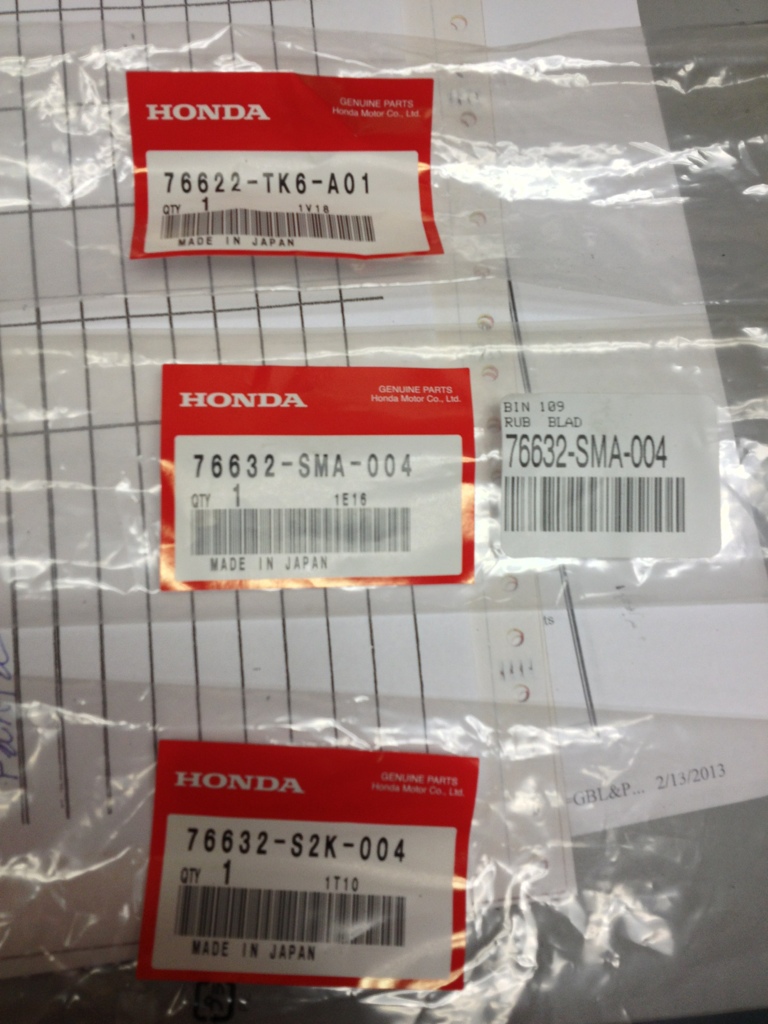 HONDA
GENUINE PARTS
Honda Motor Co., Ltd.
76622-TK6-A01
QTY 1 1V18
MADE IN JAPAN
HONDA
GENUINE PARTS
Honda Motor Co., Ltd.
76632-SMA-004
QTY 1 1E16
MADE IN JAPAN
BIN 109
RUB BLAD
76632-SMA-004
ts
GBL&P... 2/13/2013
HONDA
GENUINE PARTS
Honda Motor Co., Ltd.
76632-S2K-004
QTY 1 1T10
MADE IN JAPAN